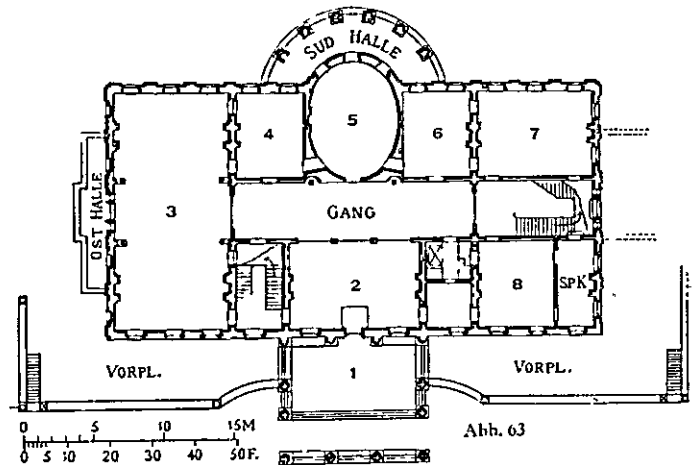 SUD HALLE
4
5
6
7
OST HALLE
3
GANG
2
8
SPK
VORPL.
1
VORPL.
Abb. 63
0 5 10 15M
0 5 10 20 30 40 50F.